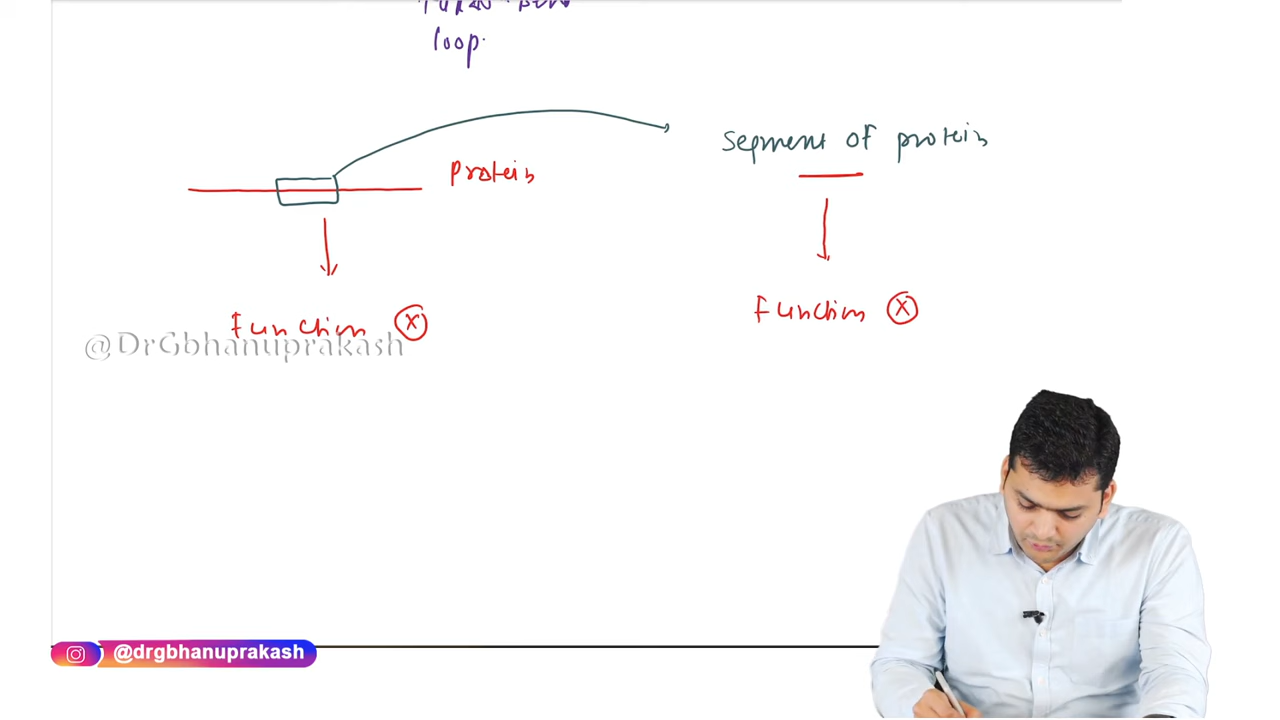 loop.
segment of protein
protein
function X
function X
@DrGbhanuprakash
@drgbhanuprakash